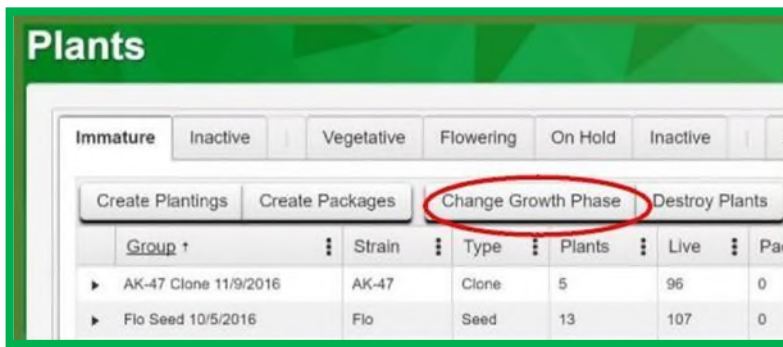 Plants
Immature Inactive Vegetative Flowering On Hold Inactive
Create Plantings Create Packages Change Growth Phase Destroy Plants
Group ↑ Strain Type Plants Live
AK-47 Clone 11/9/2016 AK-47 Clone 5 96 0
Flo Seed 10/5/2016 Flo Seed 13 107 0